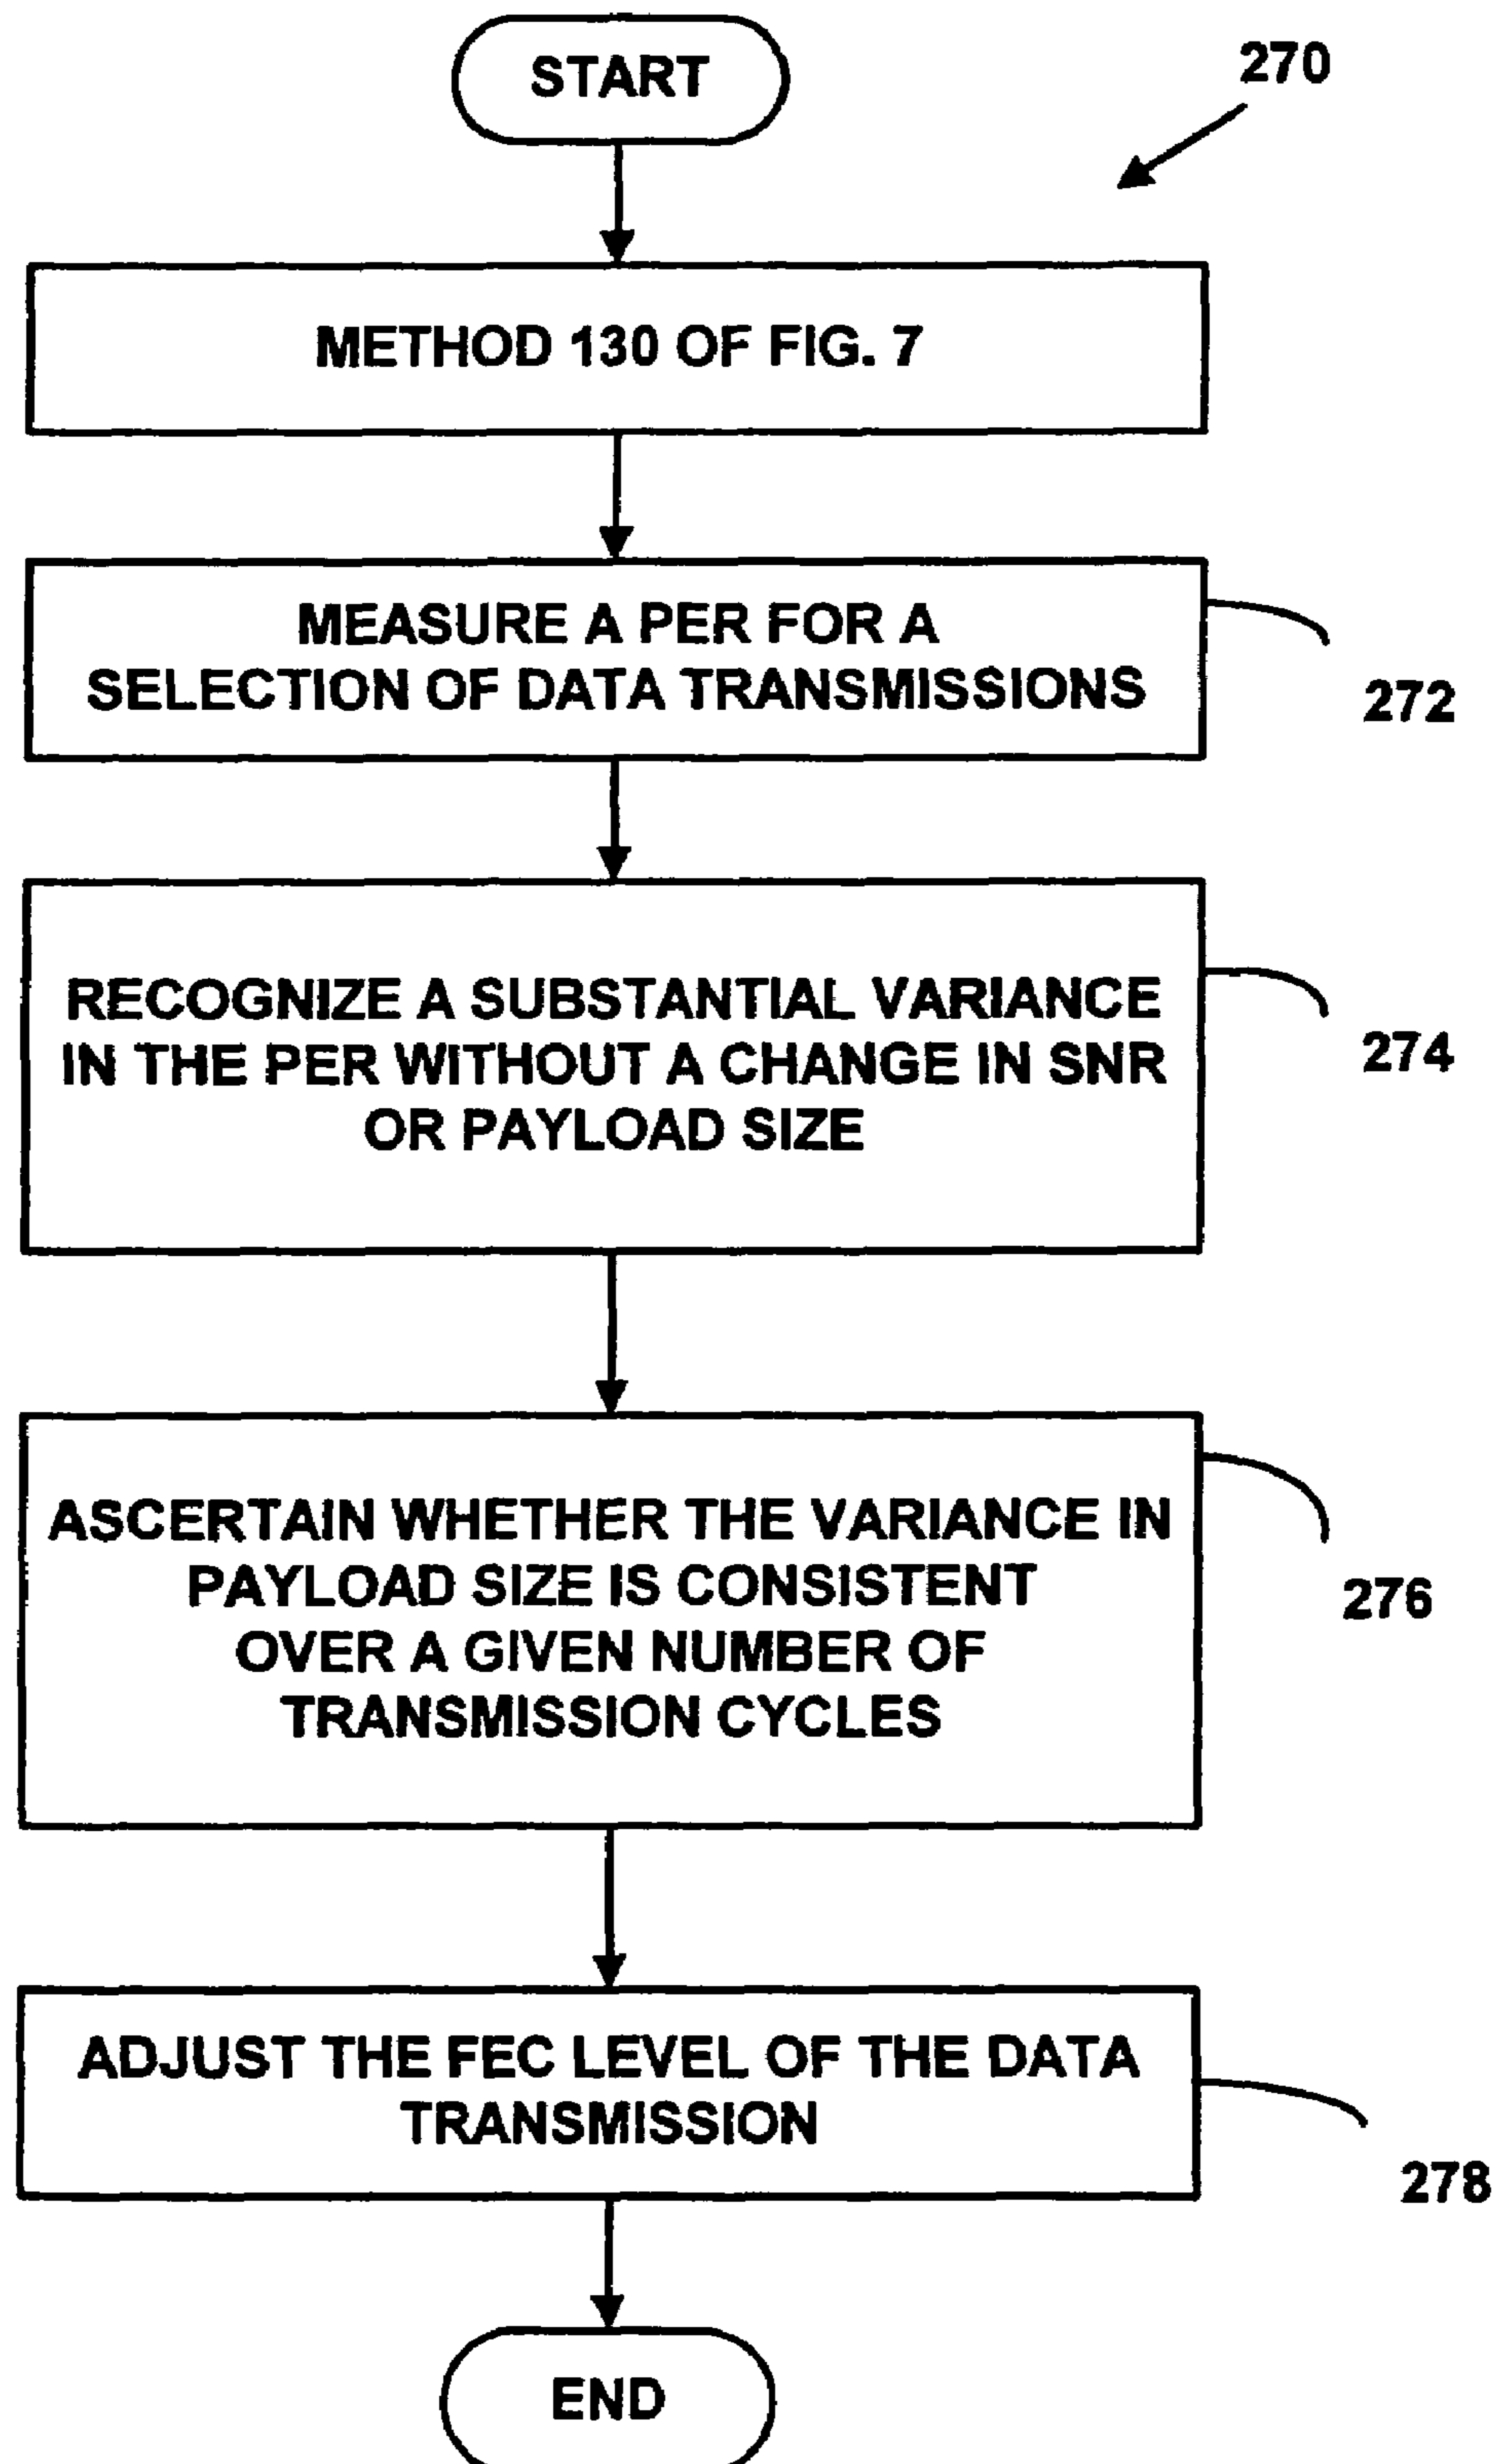 START
270
METHOD 130 OF FIG. 7
MEASURE A PER FOR A
SELECTION OF DATA TRANSMISSIONS
272
RECOGNIZE A SUBSTANTIAL VARIANCE
IN THE PER WITHOUT A CHANGE IN SNR
OR PAYLOAD SIZE
274
ASCERTAIN WHETHER THE VARIANCE IN
PAYLOAD SIZE IS CONSISTENT
OVER A GIVEN NUMBER OF
TRANSMISSION CYCLES
276
ADJUST THE FEC LEVEL OF THE DATA
TRANSMISSION
278
END